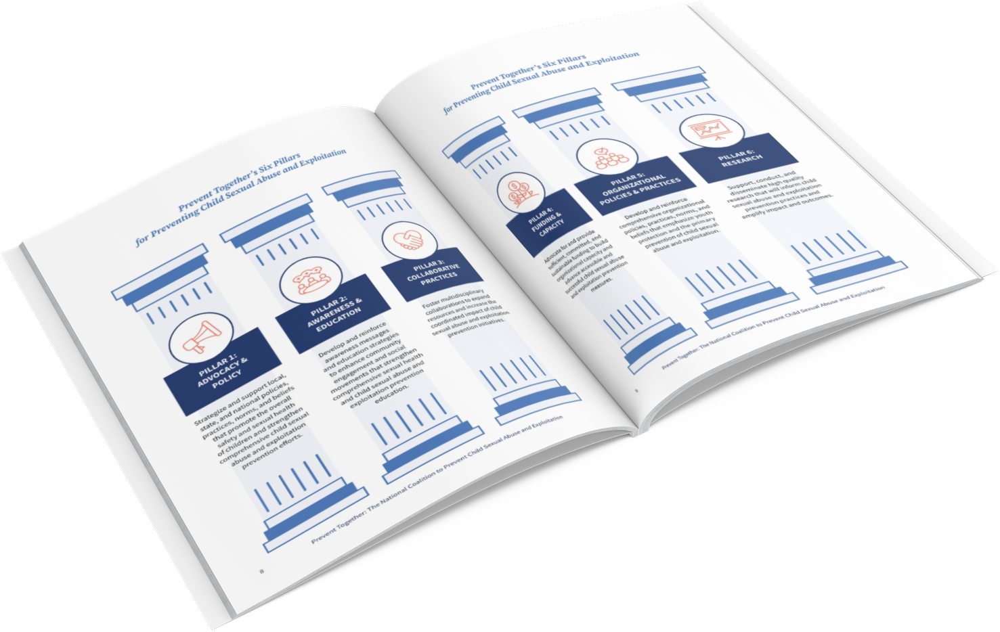 Prevent Together's Six Pillars
for Preventing Child Sexual Abuse and Exploitation
PILLAR 1:
ADVOCACY &
POLICY
Strategize and support local,
state, and national policies,
practices, norms, and beliefs
that promote the overall
safety and sexual health
of children and strengthen
comprehensive child sexual
abuse and exploitation
prevention efforts.
PILLAR 2:
AWARENESS &
EDUCATION
Develop and reinforce
awareness messages
and education strategies
to enhance community
engagement and social
movements that strengthen
comprehensive sexual health
and child sexual abuse and
exploitation prevention
education.
PILLAR 3:
COLLABORATIVE
PRACTICES
Foster multidisciplinary
collaborations to expand
resources and increase the
coordinated impact of child
sexual abuse and exploitation
prevention initiatives.
Prevent Together: The National Coalition to Prevent Child Sexual Abuse and Exploitation
8
Prevent Together's Six Pillars
for Preventing Child Sexual Abuse and Exploitation
PILLAR 4:
FUNDING &
CAPACITY
Advocate for and provide
sufficient, committed, and
sustainable funding to build
organizational capacity and
advance accessible and
successful child sexual abuse
and exploitation prevention
measures.
PILLAR 5:
ORGANIZATIONAL
POLICIES & PRACTICES
Develop and reinforce
comprehensive organizational
policies, practices, norms, and
beliefs that emphasize youth
protection and the primary
prevention of child sexual
abuse and exploitation.
PILLAR 6:
RESEARCH
Support, conduct, and
disseminate high quality
research that will inform child
sexual abuse and exploitation
prevention practices and
emplify impact and outcomes.
Prevent Together: The National Coalition to Prevent Child Sexual Abuse and Exploitation
9